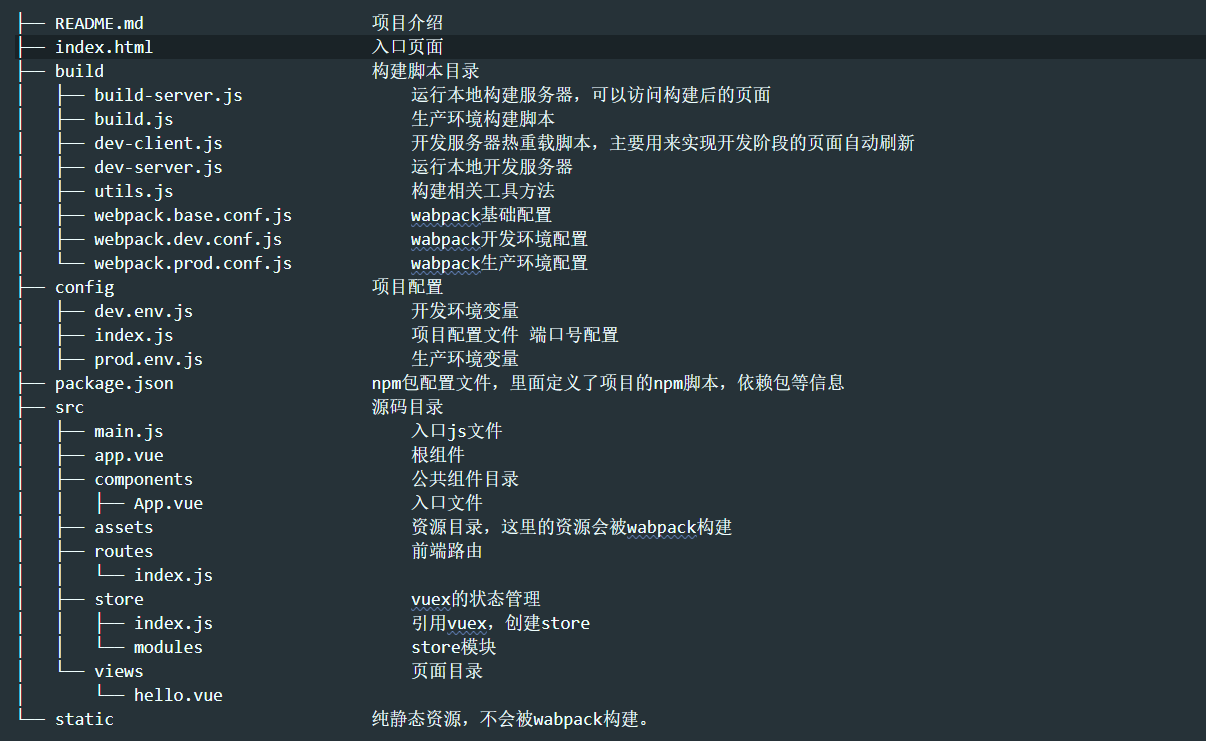 ├── README.md                       项目介绍
├── index.html                      入口页面
├── build                           构建脚本目录
│   ├── build-server.js                 运行本地构建服务器，可以访问构建后的页面
│   ├── build.js                        生产环境构建脚本
│   ├── dev-client.js                   开发服务器热重载脚本，主要用来实现开发阶段的页面自动刷新
│   ├── dev-server.js                   运行本地开发服务器
│   ├── utils.js                        构建相关工具方法
│   ├── webpack.base.conf.js            wabpack基础配置
│   ├── webpack.dev.conf.js             wabpack开发环境配置
│   └── webpack.prod.conf.js            wabpack生产环境配置
├── config                          项目配置
│   ├── dev.env.js                      开发环境变量
│   ├── index.js                        项目配置文件 端口号配置
│   ├── prod.env.js                     生产环境变量
├── package.json                    npm包配置文件，里面定义了项目的npm脚本，依赖包等信息
├── src                             源码目录
│   ├── main.js                         入口js文件
│   ├── app.vue                         根组件
│   ├── components                      公共组件目录
│   │   ├── App.vue                     入口文件
│   ├── assets                          资源目录，这里的资源会被wabpack构建
│   ├── routes                          前端路由
│   │   └── index.js
│   ├── store                           vuex的状态管理
│   │   ├── index.js                    引用vuex，创建store
│   │   └── modules                     store模块
│   └── views                           页面目录
│       └── hello.vue
└── static                          纯静态资源，不会被wabpack构建。